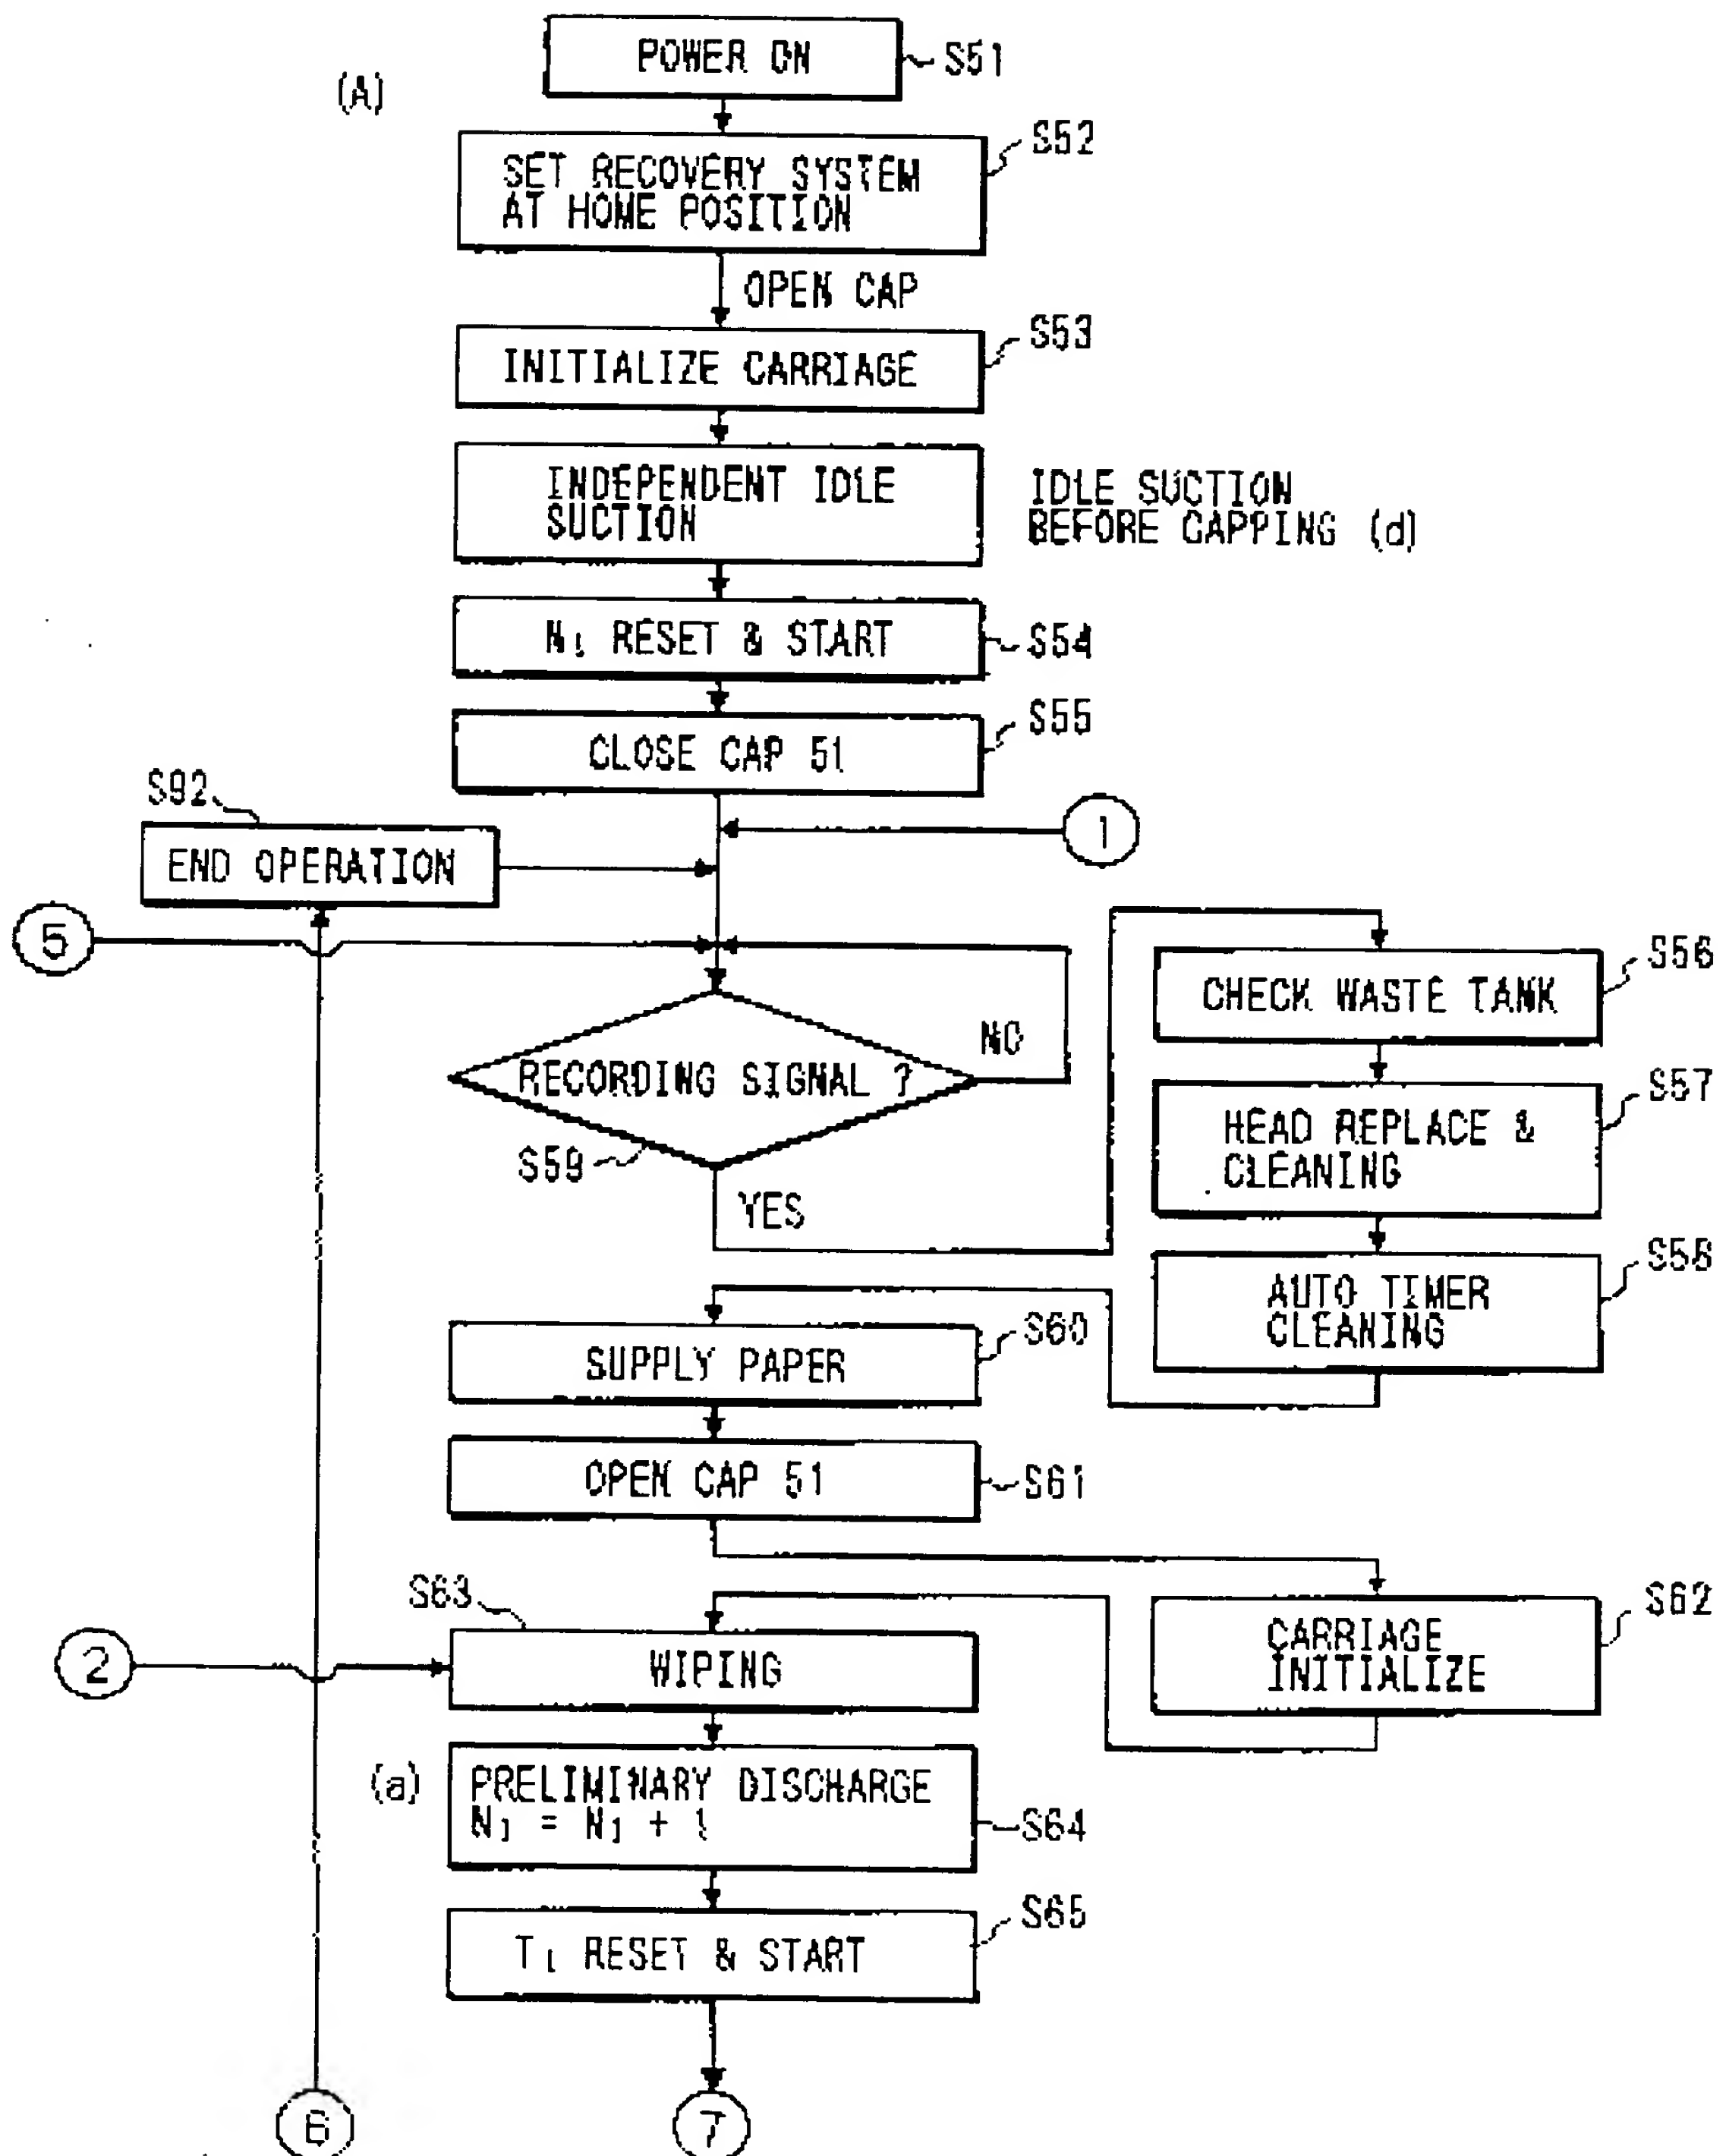 POWER ON
S51
(A)
S52
SET RECOVERY SYSTEM
AT HOME POSITION
OPEN CAP
S53
INITIALIZE CARRIAGE
INDEPENDENT IDLE
SUCTION
IDLE SUCTION
BEFORE CAPPING (d)
N1 RESET & START
S54
S55
CLOSE CAP 51
S92
END OPERATION
1
5
S56
CHECK WASTE TANK
RECORDING SIGNAL ?
NO
S59
YES
S57
HEAD REPLACE &
CLEANING
S58
AUTO TIMER
CLEANING
SUPPLY PAPER
S60
OPEN CAP 51
S61
S62
CARRIAGE
INITIALIZE
S63
2
WIPING
(a)
PRELIMINARY DISCHARGE
N1 = N1 + 1
S64
S65
T1 RESET & START
6
7